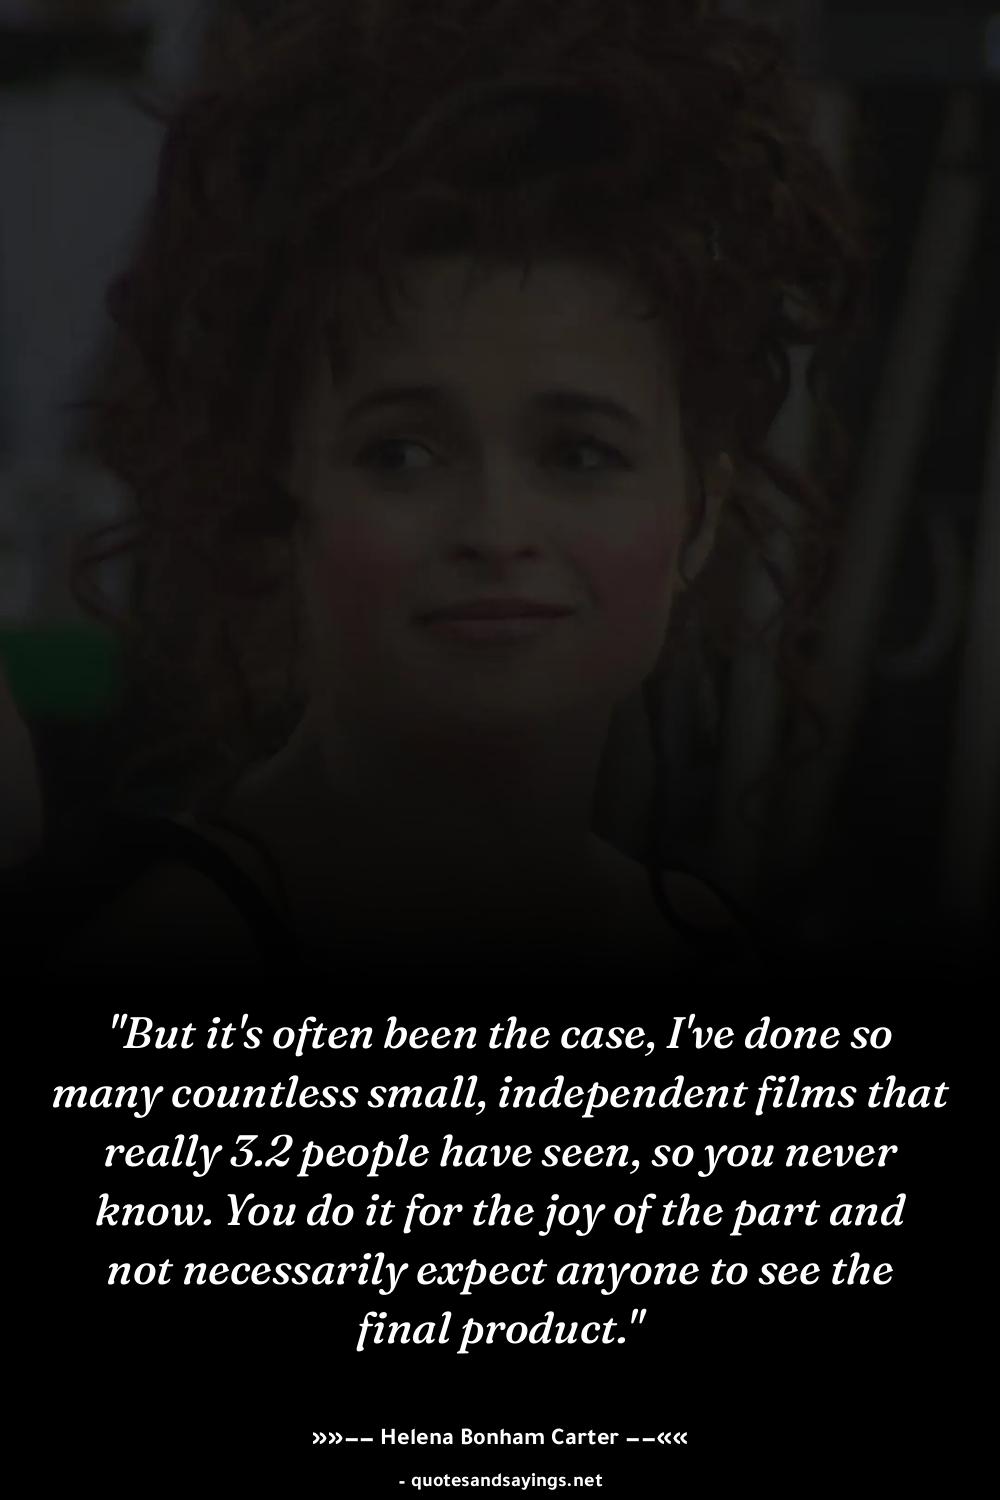 "But it's often been the case, I've done so
many countless small, independent films that
really 3.2 people have seen, so you never
know. You do it for the joy of the part and
not necessarily expect anyone to see the
final product."
»»–– Helena Bonham Carter ––««
- quotesandsayings.net